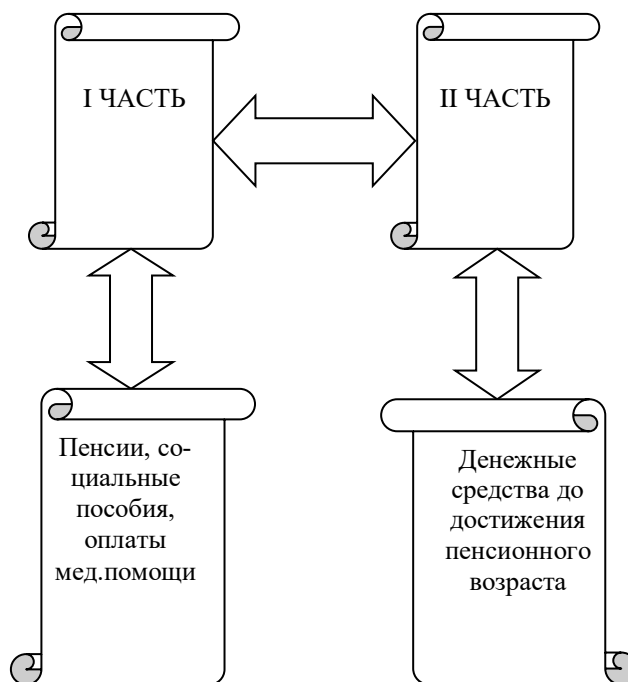 I ЧАСТЬ
II ЧАСТЬ
Пенсии, со-
циальные
пособия,
оплаты
мед.помощи
Денежные
средства до
достижения
пенсионного
возраста